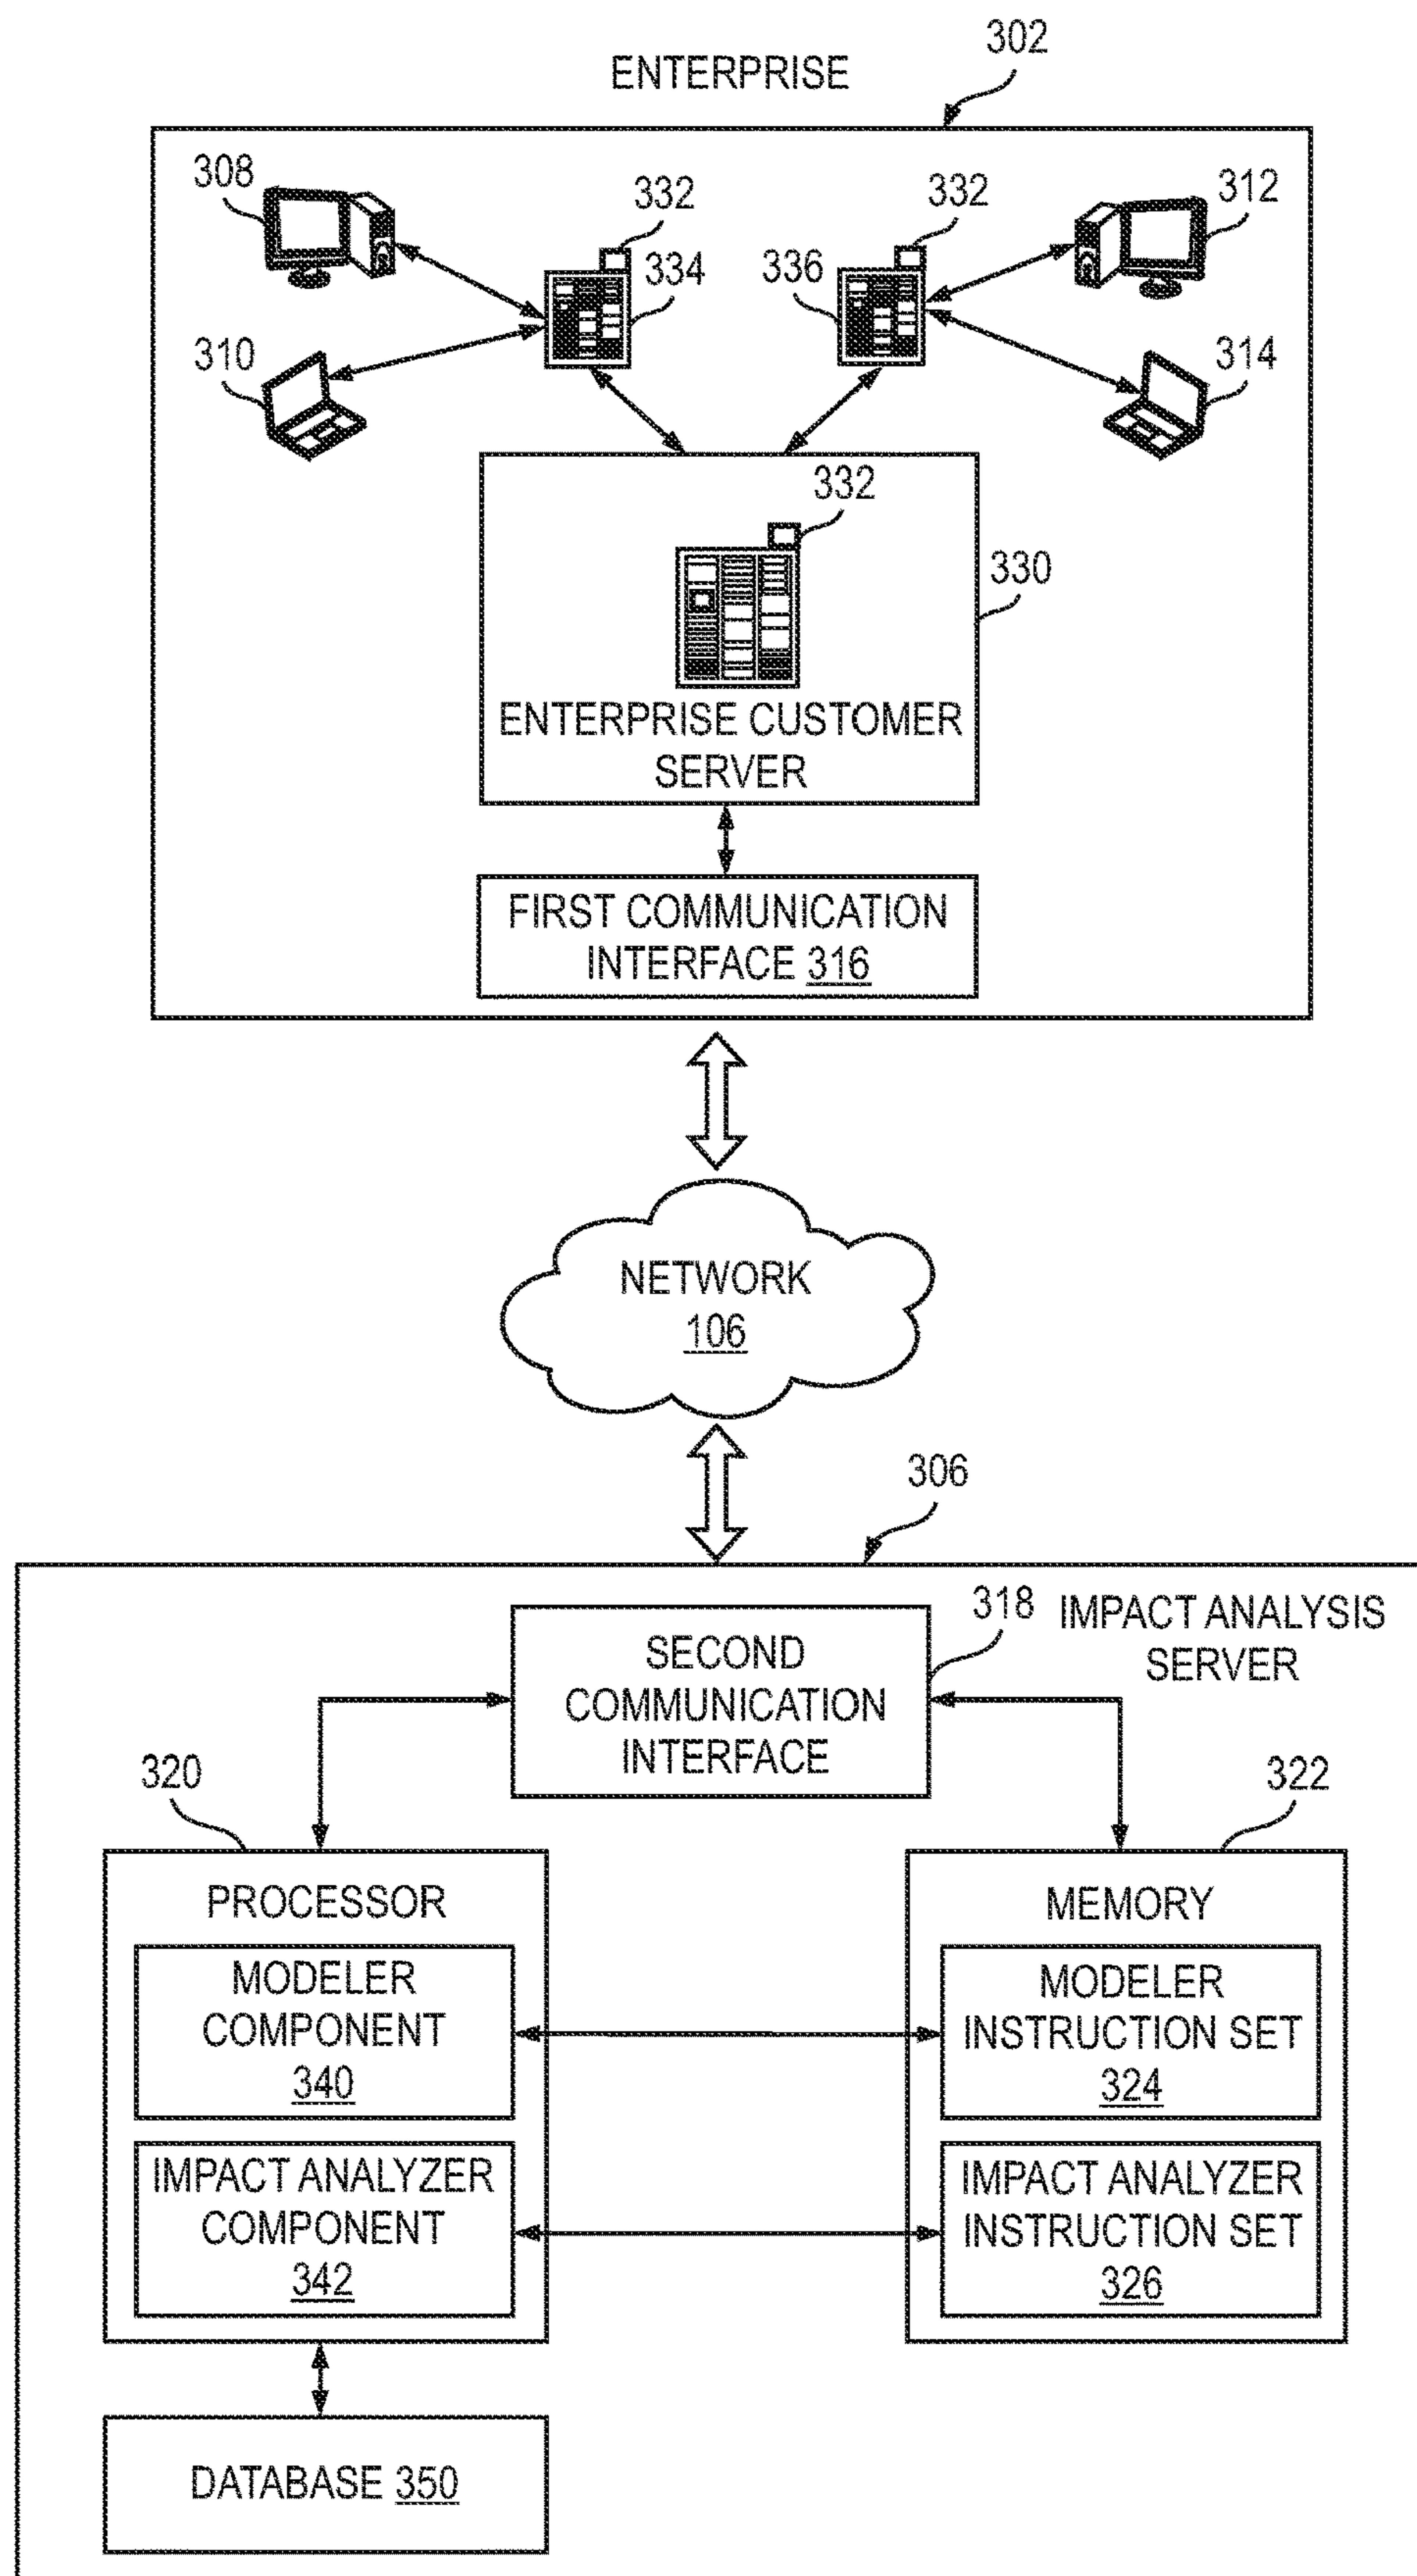 302
ENTERPRISE
308
332
332
312
334
336
310
314
332
330
ENTERPRISE CUSTOMER
SERVER
FIRST COMMUNICATION
INTERFACE 316
NETWORK
106
306
318
IMPACT ANALYSIS
SERVER
SECOND
COMMUNICATION
INTERFACE
320
322
PROCESSOR
MODELER
COMPONENT
340
IMPACT ANALYZER
COMPONENT
342
MEMORY
MODELER
INSTRUCTION SET
324
IMPACT ANALYZER
INSTRUCTION SET
326
DATABASE 350